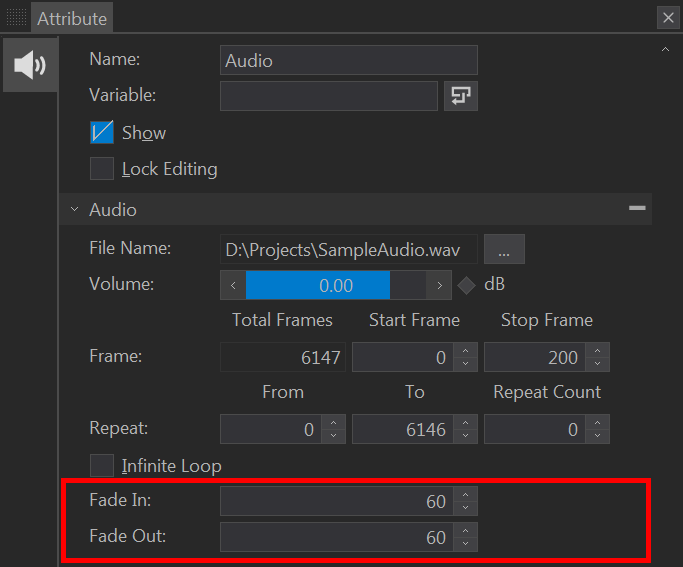 Attribute
Name: Audio
Variable:
Show
Lock Editing
Audio
File Name: D:\Projects\SampleAudio.wav ...
Volume: 0.00 dB
Total Frames Start Frame Stop Frame
Frame: 6147 0 200
From To Repeat Count
Repeat: 0 6146 0
Infinite Loop
Fade In: 60
Fade Out: 60